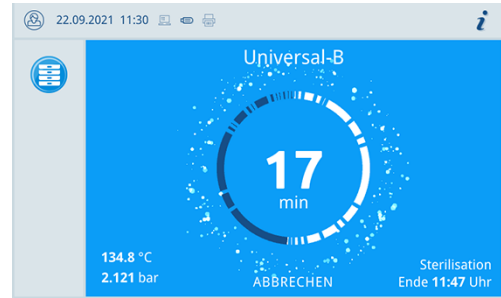 22.09.2021 11:30
i
Universal-B
17
min
134.8 °C
2.121 bar
ABBRECHEN
Sterilisation
Ende 11:47 Uhr